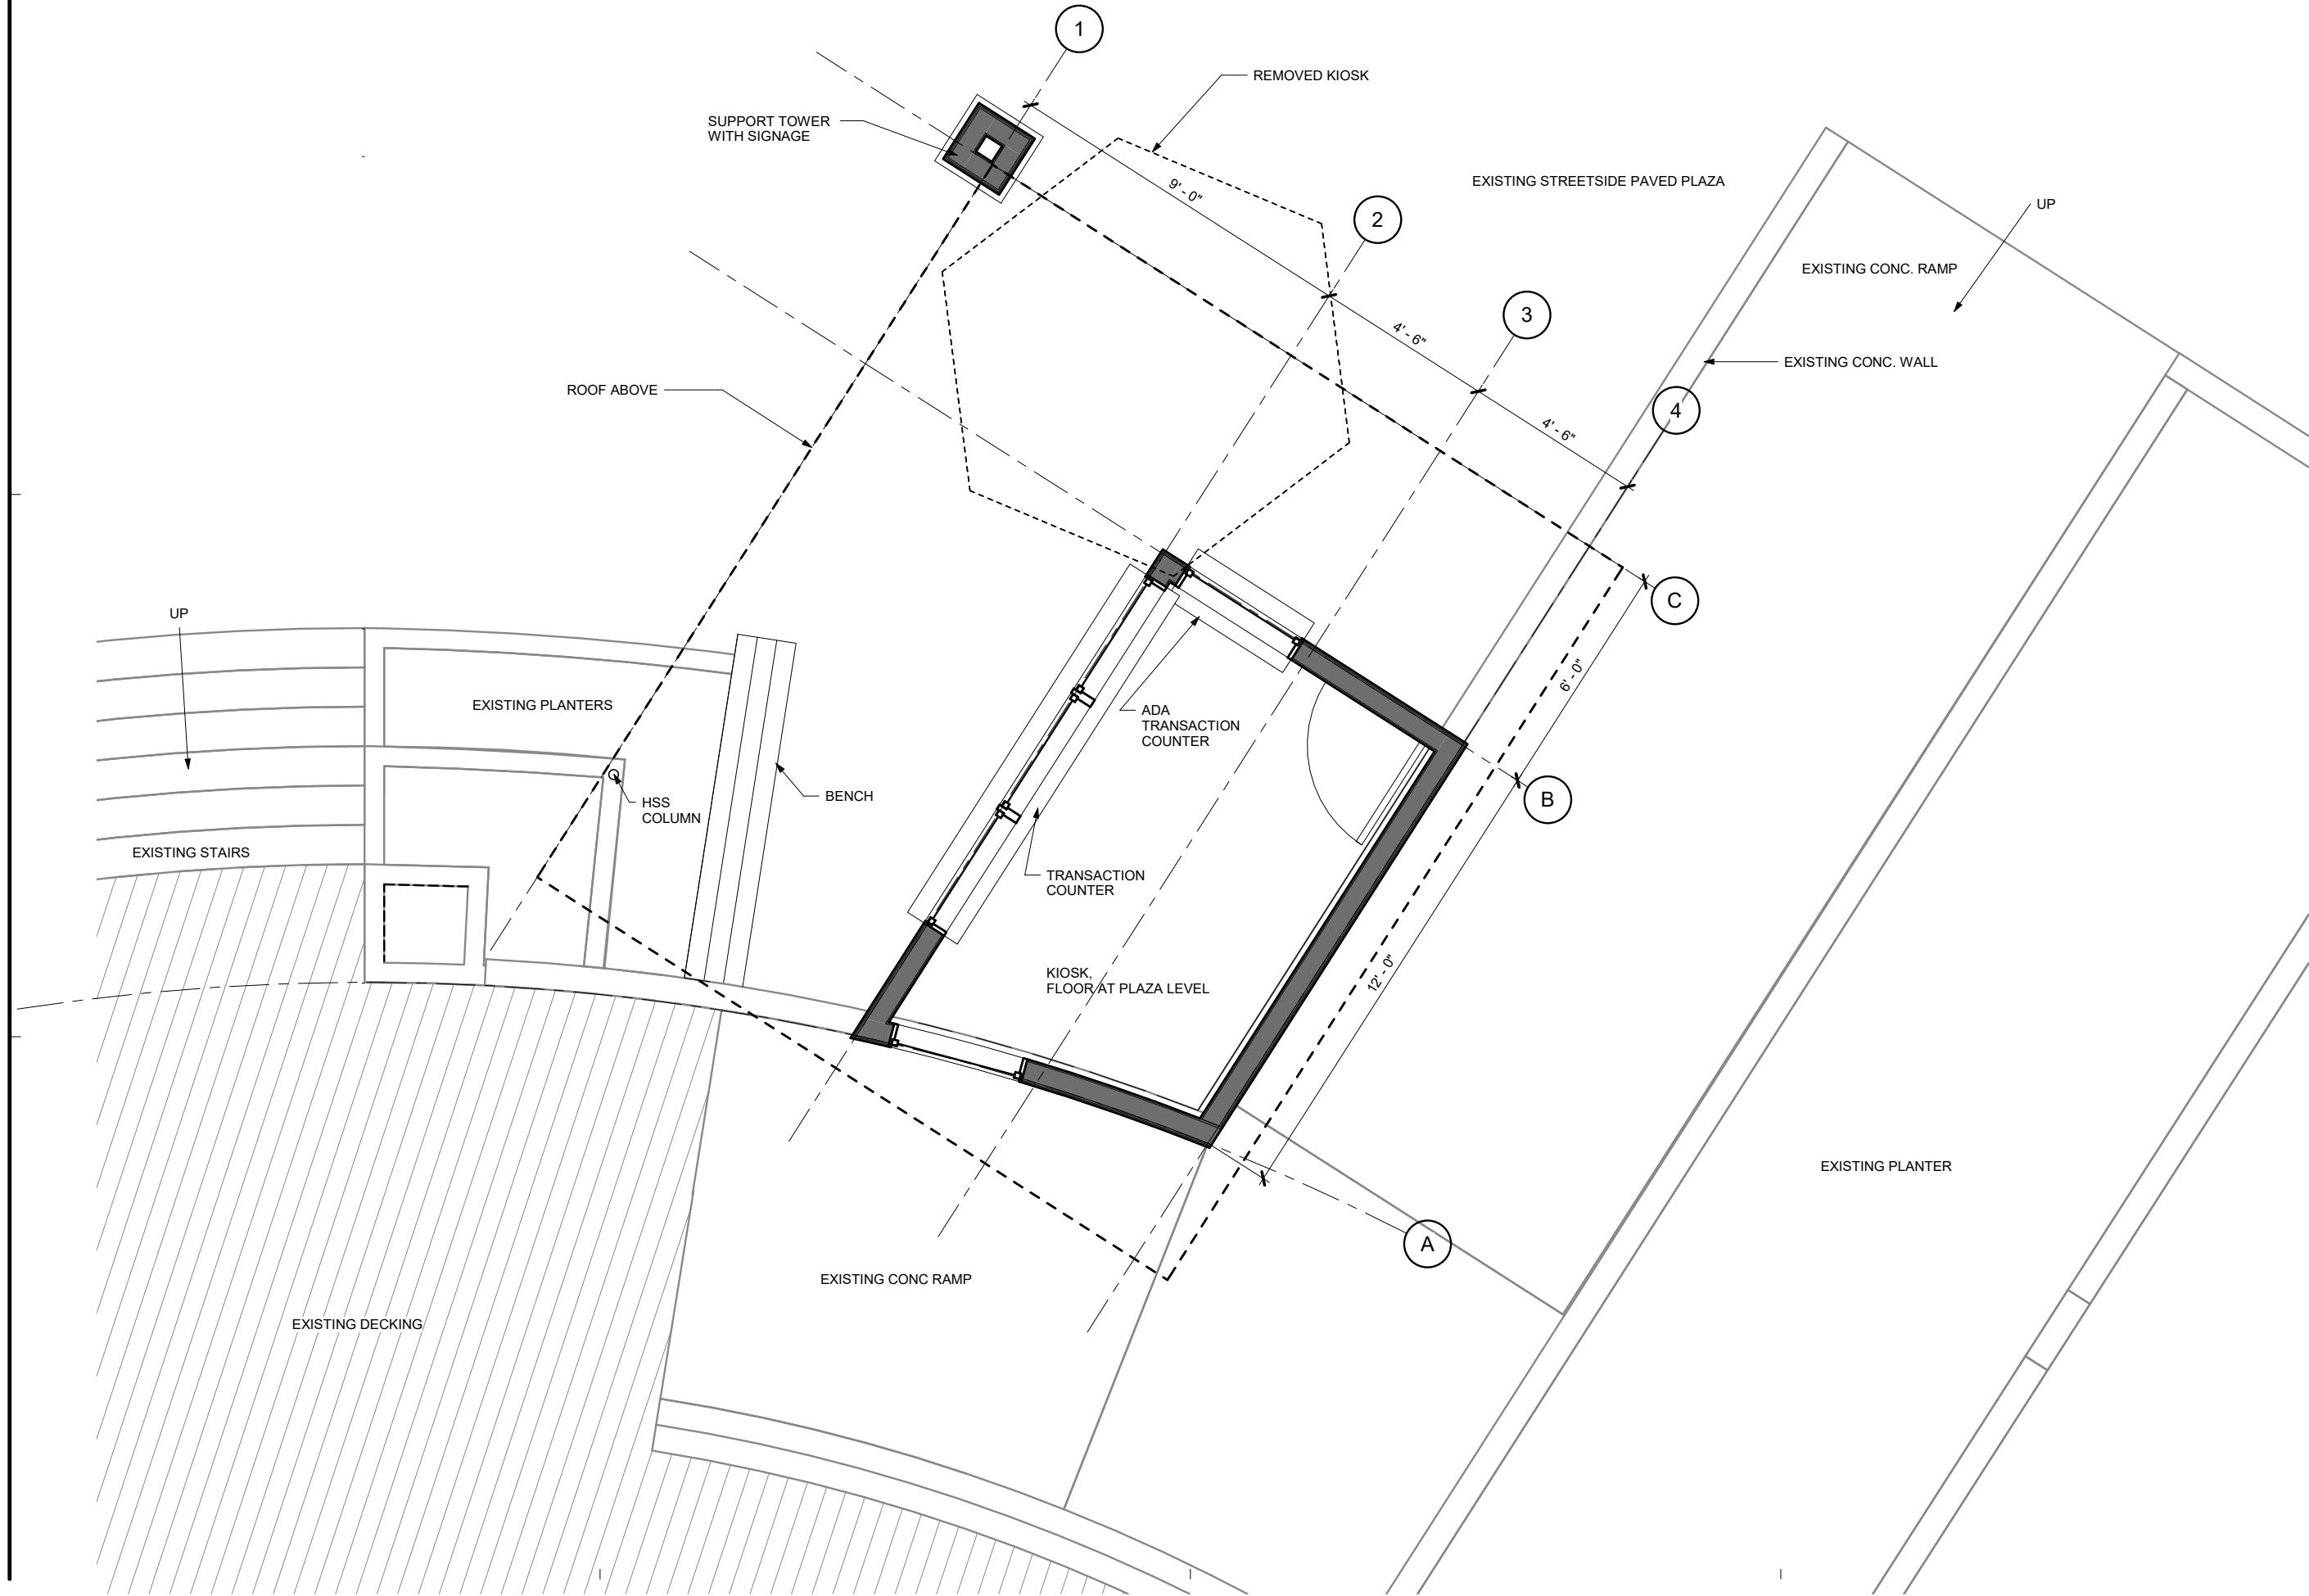 1
REMOVED KIOSK
SUPPORT TOWER
WITH SIGNAGE
EXISTING STREETSIDE PAVED PLAZA
9' - 0"
2
UP
EXISTING CONC. RAMP
3
4' - 6"
EXISTING CONC. WALL
ROOF ABOVE
4
4' - 6"
C
UP
6' - 0"
EXISTING PLANTERS
ADA
TRANSACTION
COUNTER
BENCH
HSS
COLUMN
B
EXISTING STAIRS
TRANSACTION
COUNTER
KIOSK,
FLOOR AT PLAZA LEVEL
12' - 0"
EXISTING PLANTER
A
EXISTING CONC RAMP
EXISTING DECKING